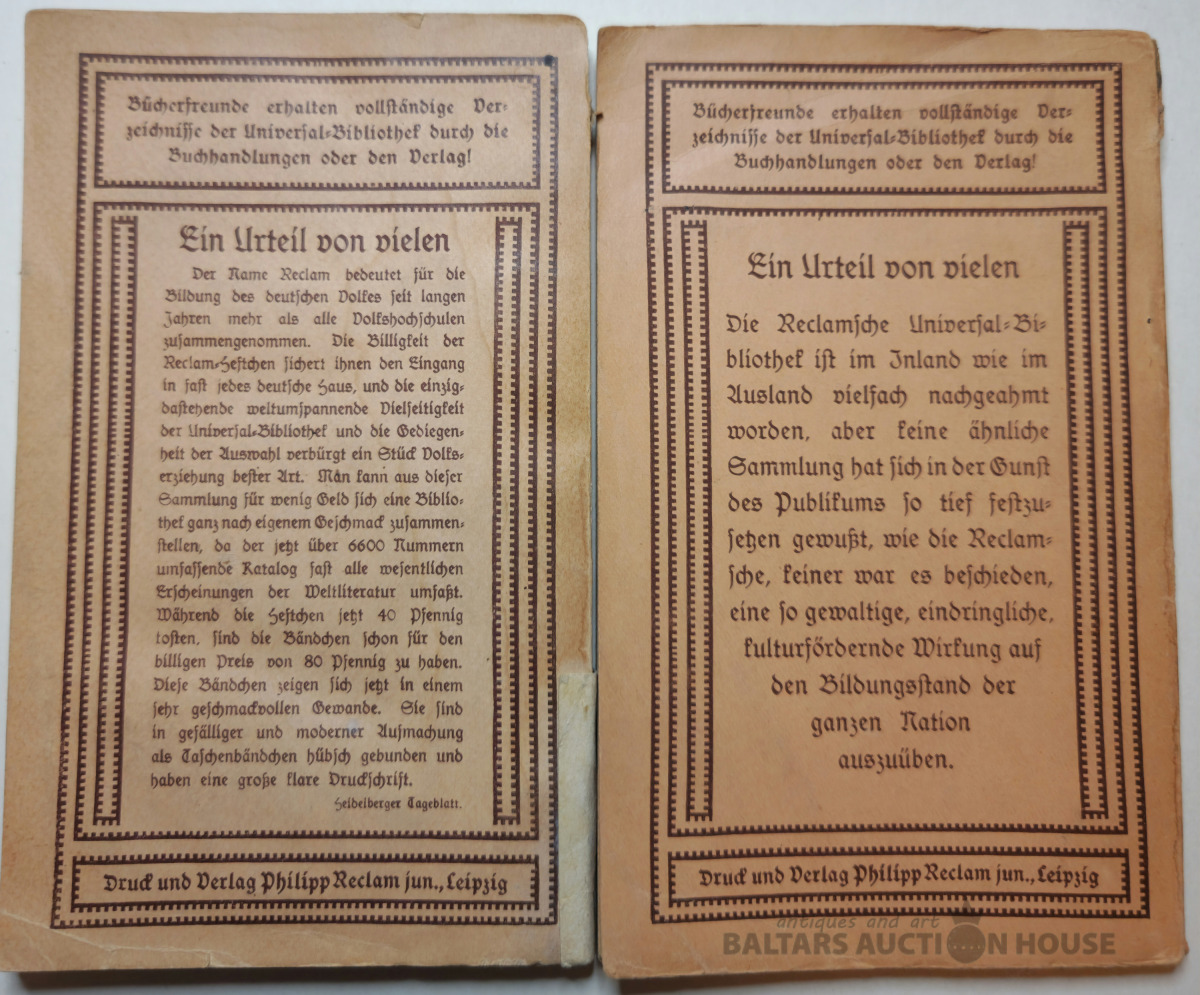 Bücherfreunde erhalten vollständige Ver-
zeichnisse der Universal-Bibliothek durch die
Buchhandlungen oder den Verlag!
Ein Urteil von vielen
Der Name Reclam bedeutet für die
Bildung des deutschen Volkes seit langen
Jahren mehr als alle Volkshochschulen
zusammengenommen. Die Billigkeit der
Reclam-Heftchen sichert ihnen den Eingang
in fast jedes deutsche Haus, und die einzig-
dastehende weltumspannende Vielseitigkeit
der Universal-Bibliothek und die Gediegen-
heit der Auswahl verbürgt ein Stück Volks-
erziehung bester Art. Man kann aus dieser
Sammlung für wenig Geld sich eine Biblio-
thek ganz nach eigenem Geschmack zusammen-
stellen, da der jetzt über 6600 Nummern
umfassende Katalog fast alle wesentlichen
Erscheinungen der Weltliteratur umfaßt.
Während die Heftchen jetzt 40 Pfennig
kosten, sind die Bändchen schon für den
billigen Preis von 80 Pfennig zu haben.
Diese Bändchen zeigen sich jetzt in einem
sehr geschmackvollen Gewande. Sie sind
in gefälliger und moderner Aufmachung
als Taschenbändchen hübsch gebunden und
haben eine große klare Druckschrift.
Heidelberger Tageblatt.
Druck und Verlag Philipp Reclam jun., Leipzig
Bücherfreunde erhalten vollständige Ver-
zeichnisse der Universal-Bibliothek durch die
Buchhandlungen oder den Verlag!
Ein Urteil von vielen
Die Reclamsche Universal-Bi-
bliothek ist im Inland wie im
Ausland vielfach nachgeahmt
worden, aber keine ähnliche
Sammlung hat sich in der Gunst
des Publikums so tief festzu-
setzen gewußt, wie die Reclam-
sche, keiner war es beschieden,
eine so gewaltige, eindringliche,
kulturfördernde Wirkung auf
den Bildungsstand der
ganzen Nation
auszuüben.
Druck und Verlag Philipp Reclam jun., Leipzig
antiques and art
BALTARS AUCTION HOUSE